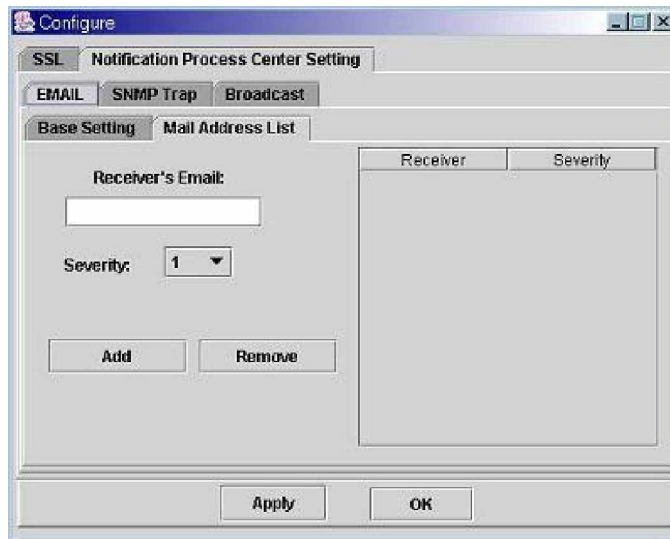 Configure
SSL Notification Process Center Setting
EMAIL SNMP Trap Broadcast
Base Setting Mail Address List
Receiver Severity
Receiver's Email:
Severity: 1
Add Remove
Apply OK